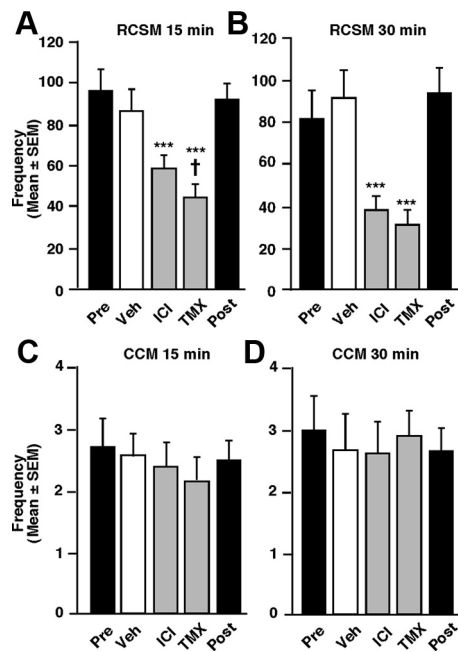 A
RCSM 15 min
B
RCSM 30 min
120
100
80
60
40
20
0
Frequency
(Mean ± SEM)
***
***
†
Pre
Veh
ICI
TMX
Post
120
100
80
60
40
20
0
***
***
Pre
Veh
ICI
TMX
Post
C
CCM 15 min
D
CCM 30 min
4
3
2
1
0
Frequency
(Mean ± SEM)
Pre
Veh
ICI
TMX
Post
4
3
2
1
0
Pre
Veh
ICI
TMX
Post